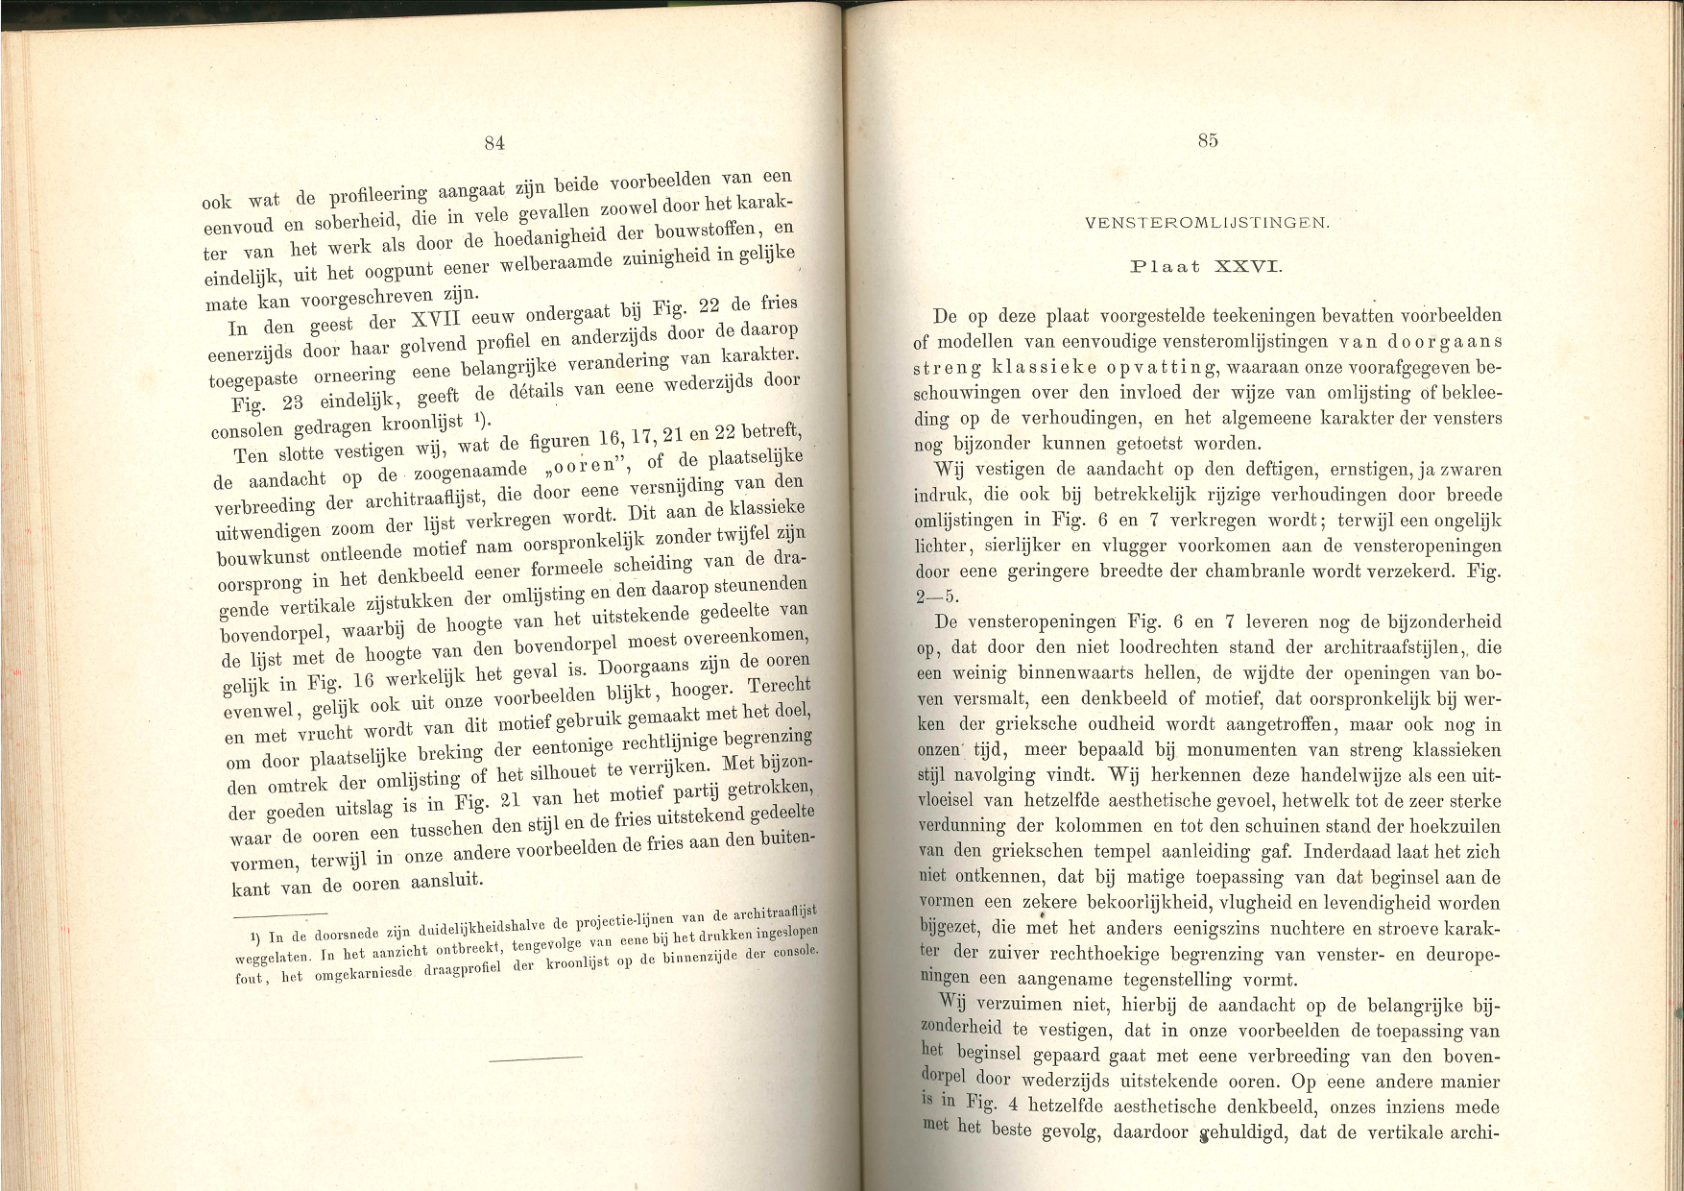 84
ook wat de profileering aangaat zijn beide voorbeelden van een
eenvoud en soberheid, die in vele gevallen zoowel door het karak-
ter van het werk als door de hoedanigheid der bouwstoffen, en
eindelijk, uit het oogpunt eener welberaamde zuinigheid in gelijke
mate kan voorgeschreven zijn.
In den geest der XVII eeuw ondergaat bij Fig. 22 de fries
eenerzijds door haar golvend profiel en anderzijds door de daarop
toegepaste orneering eene belangrijke verandering van karakter.
Fig. 23 eindelijk, geeft de détails van eene wederzijds door
consolen gedragen kroonlijst ¹).
Ten slotte vestigen wij, wat de figuren 16, 17, 21 en 22 betreft,
de aandacht op de zoogenaamde „ooren”, of de plaatselijke
verbreeding der architraaflijst, die door eene versnijding van den
uitwendigen zoom der lijst verkregen wordt. Dit aan de klassieke
bouwkunst ontleende motief nam oorspronkelijk zonder twijfel zijn
oorsprong in het denkbeeld eener formeele scheiding van de dra-
gende vertikale zijstukken der omlijsting en den daarop steunenden
bovendorpel, waarbij de hoogte van het uitstekende gedeelte van
de lijst met de hoogte van den bovendorpel moest overeenkomen,
gelijk in Fig. 16 werkelijk het geval is. Doorgaans zijn de ooren
evenwel, gelijk ook uit onze voorbeelden blijkt, hooger. Terecht
en met vrucht wordt van dit motief gebruik gemaakt met het doel,
om door plaatselijke breking der eentonige rechtlijnige begrenzing
den omtrek der omlijsting of het silhouet te verrijken. Met bijzon-
der goeden uitslag is in Fig. 21 van het motief partij getrokken,
waar de ooren een tusschen den stijl en de fries uitstekend gedeelte
vormen, terwijl in onze andere voorbeelden de fries aan den buiten-
kant van de ooren aansluit.
¹) In de doorsnede zijn duidelijkheidshalve de projectie-lijnen van de architraaflijst
weggelaten. In het aanzicht ontbreekt, tengevolge van eene bij het drukken ingeslopen
fout, het omgekarniesde draagprofiel der kroonlijst op de binnenzijde der console.
85
VENSTEROMLIJSTINGEN.
Plaat XXVI.
De op deze plaat voorgestelde teekeningen bevatten voorbeelden
of modellen van eenvoudige vensteromlijstingen van doorgaans
streng klassieke opvatting, waaraan onze voorafgegeven be-
schouwingen over den invloed der wijze van omlijsting of beklee-
ding op de verhoudingen, en het algemeene karakter der vensters
nog bijzonder kunnen getoetst worden.
Wij vestigen de aandacht op den deftigen, ernstigen, ja zwaren
indruk, die ook bij betrekkelijk rijzige verhoudingen door breede
omlijstingen in Fig. 6 en 7 verkregen wordt; terwijl een ongelijk
lichter, sierlijker en vlugger voorkomen aan de vensteropeningen
door eene geringere breedte der chambranle wordt verzekerd. Fig.
2—5.
De vensteropeningen Fig. 6 en 7 leveren nog de bijzonderheid
op, dat door den niet loodrechten stand der architraafstijlen, die
een weinig binnenwaarts hellen, de wijdte der openingen van bo-
ven versmalt, een denkbeeld of motief, dat oorspronkelijk bij wer-
ken der grieksche oudheid wordt aangetroffen, maar ook nog in
onzen tijd, meer bepaald bij monumenten van streng klassieken
stijl navolging vindt. Wij herkennen deze handelwijze als een uit-
vloeisel van hetzelfde aesthetische gevoel, hetwelk tot de zeer sterke
verdunning der kolommen en tot den schuinen stand der hoekzuilen
van den griekschen tempel aanleiding gaf. Inderdaad laat het zich
niet ontkennen, dat bij matige toepassing van dat beginsel aan de
vormen een zekere bekoorlijkheid, vlugheid en levendigheid worden
bijgezet, die met het anders eenigszins nuchtere en stroeve karak-
ter der zuiver rechthoekige begrenzing van venster- en deurope-
ningen een aangename tegenstelling vormt.
Wij verzuimen niet, hierbij de aandacht op de belangrijke bij-
zonderheid te vestigen, dat in onze voorbeelden de toepassing van
het beginsel gepaard gaat met eene verbreeding van den boven-
dorpel door wederzijds uitstekende ooren. Op eene andere manier
is in Fig. 4 hetzelfde aesthetische denkbeeld, onzes inziens mede
met het beste gevolg, daardoor gehuldigd, dat de vertikale archi-